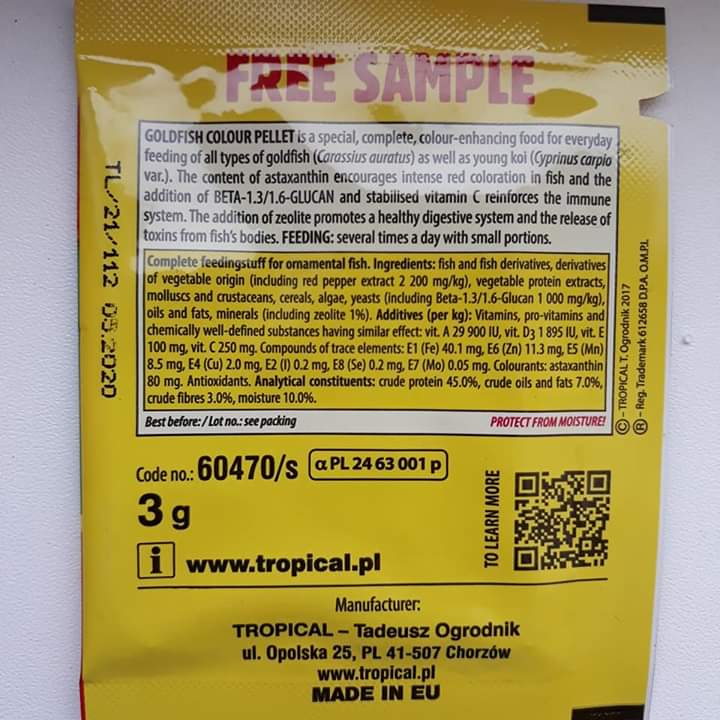 FREE SAMPLE
GOLDFISH COLOUR PELLET is a special, complete, colour-enhancing food for everyday
feeding of all types of goldfish (Carassius auratus) as well as young koi (Cyprinus carpio
var.). The content of astaxanthin encourages intense red coloration in fish and the
addition of BETA-1.3/1.6-GLUCAN and stabilised vitamin C reinforces the immune
system. The addition of zeolite promotes a healthy digestive system and the release of
toxins from fish's bodies. FEEDING: several times a day with small portions.
Complete feedingstuff for ornamental fish. Ingredients: fish and fish derivatives, derivatives
of vegetable origin (including red pepper extract 2 200 mg/kg), vegetable protein extracts,
molluscs and crustaceans, cereals, algae, yeasts (including Beta-1.3/1.6-Glucan 1 000 mg/kg),
oils and fats, minerals (including zeolite 1%). Additives (per kg): Vitamins, pro-vitamins and
chemically well-defined substances having similar effect: vit. A 29 900 IU, vit. D3 1 895 IU, vit. E
100 mg, vit. C 250 mg. Compounds of trace elements: E1 (Fe) 40.1 mg, E6 (Zn) 11.3 mg, E5 (Mn)
8.5 mg, E4 (Cu) 2.0 mg, E2 (I) 0.2 mg, E8 (Se) 0.2 mg, E7 (Mo) 0.05 mg. Colourants: astaxanthin
80 mg. Antioxidants. Analytical constituents: crude protein 45.0%, crude oils and fats 7.0%,
crude fibres 3.0%, moisture 10.0%.
Best before: / Lot no.: see packing PROTECT FROM MOISTURE!
TL/21/112 08.2020
© – TROPICAL T. Ogrodnik 2017
® – Reg. Trademark 612658 D.P.A. O.M.P.I.
Code no.: 60470/s α PL 24 63 001 p
3 g
i www.tropical.pl
TO LEARN MORE
Manufacturer:
TROPICAL – Tadeusz Ogrodnik
ul. Opolska 25, PL 41-507 Chorzów
www.tropical.pl
MADE IN EU